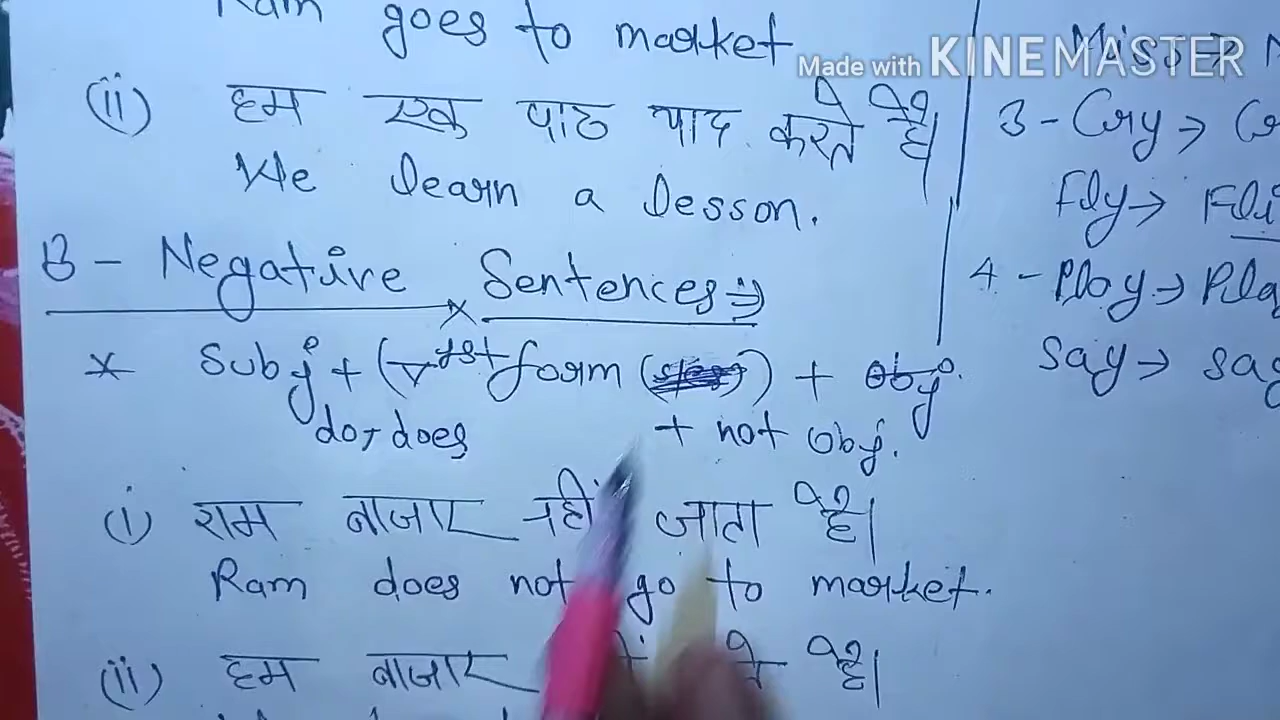 Ram goes to market
Made with KINEMASTER
(ii) हम एक पाठ याद करते है।
We learn a lesson.
B - Negative Sentences ⇒
* Subj + (V 1st form ( ) ) + Obj.
do, does + not Obj.
(i) राम बाजार नहीं जाता है।
Ram does not go to market.
(ii) हम बाजार है।
Miss →
3 - Cry →
Fly → Fli
4 - Play → Pla
say → say